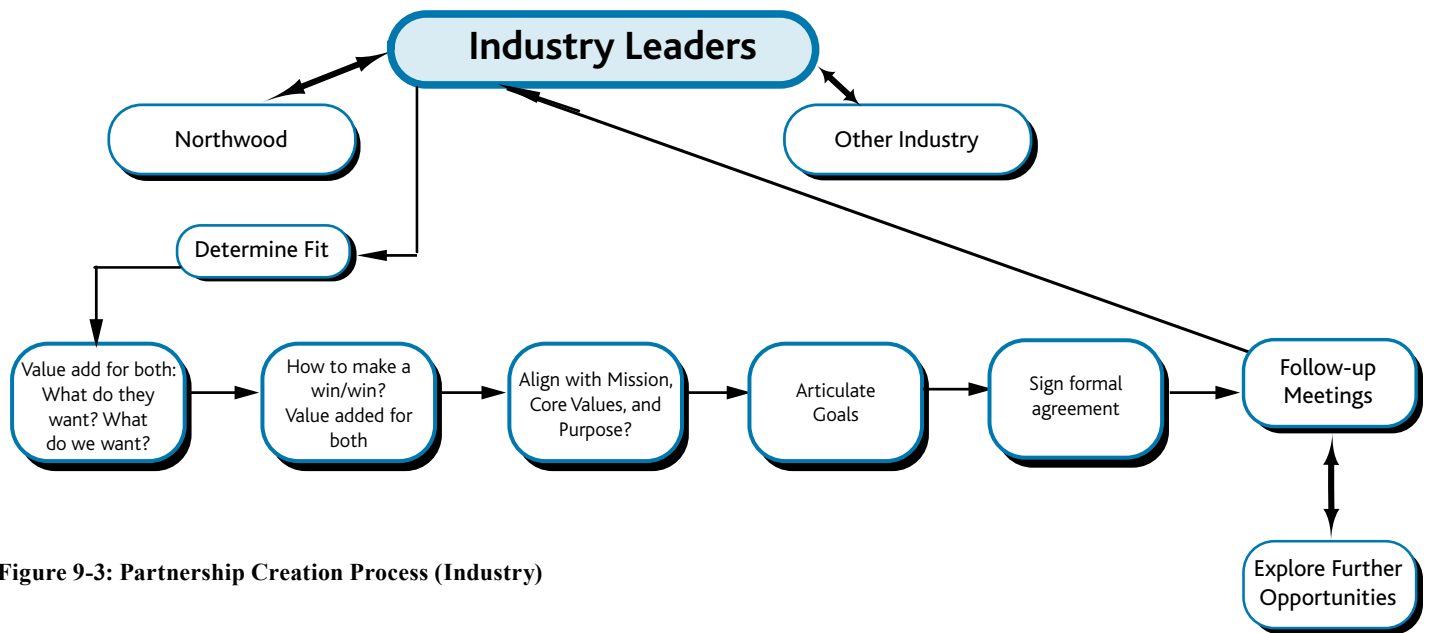 Industry Leaders
Northwood
Other Industry
Determine Fit
Value add for both:
What do they
want? What
do we want?
How to make a
win/win?
Value added for
both
Align with Mission,
Core Values, and
Purpose?
Articulate
Goals
Sign formal
agreement
Follow-up
Meetings
Explore Further
Opportunities
Figure 9-3: Partnership Creation Process (Industry)